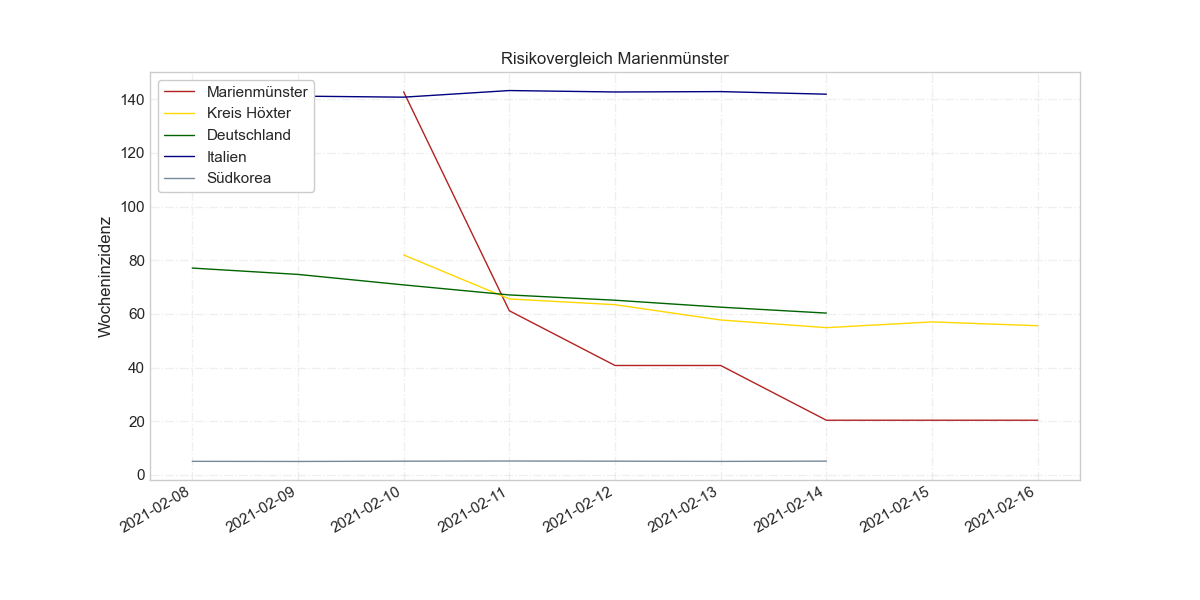 Risikovergleich Marienmünster
Wocheninzidenz
140
120
100
80
60
40
20
0
Marienmünster
Kreis Höxter
Deutschland
Italien
Südkorea
2021-02-08
2021-02-09
2021-02-10
2021-02-11
2021-02-12
2021-02-13
2021-02-14
2021-02-15
2021-02-16